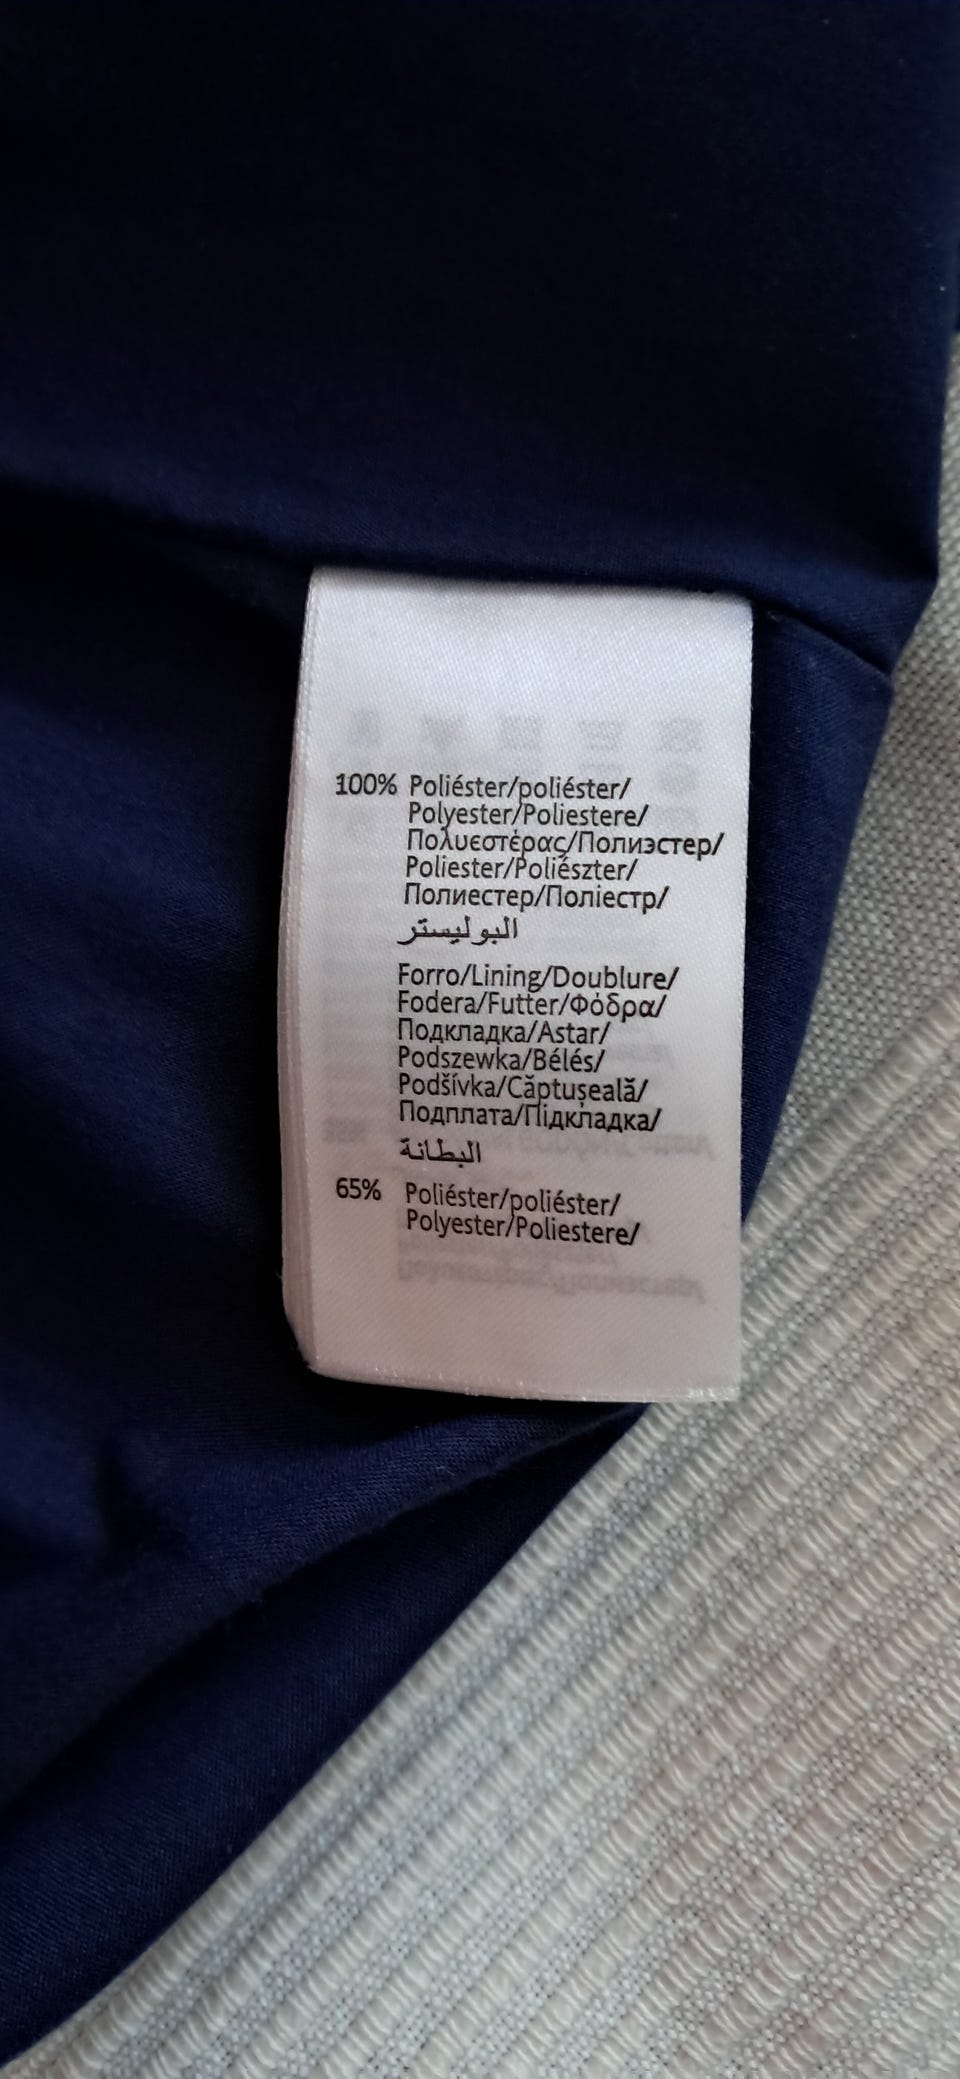 100% Poliéster/poliéster/
Polyester/Poliestere/
Πολυεστέρας/Полиэстер/
Poliester/Poliészter/
Полиестер/Поліестр/
البوليستر
Forro/Lining/Doublure/
Fodera/Futter/Φόδρα/
Подкладка/Astar/
Podszewka/Bélés/
Podšívka/Căptușeală/
Подплата/Підкладка/
البطانة
65% Poliéster/poliéster/
Polyester/Poliestere/